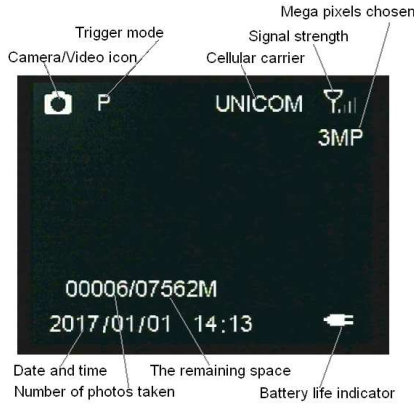 Mega pixels chosen
Trigger mode
Signal strength
Camera/Video icon
Cellular carrier
P
UNICOM
3MP
00006/07562M
2017/01/01 14:13
Date and time
The remaining space
Number of photos taken
Battery life indicator